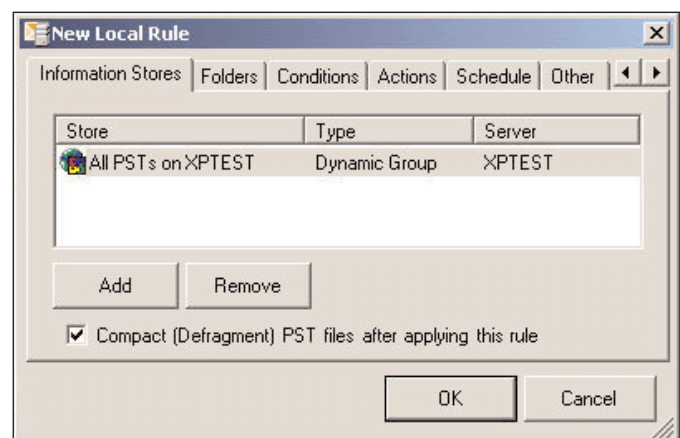 New Local Rule
Information Stores Folders Conditions Actions Schedule Other
Store Type Server
All PSTs on XPTEST Dynamic Group XPTEST
Add Remove
Compact (Defragment) PST files after applying this rule
OK Cancel